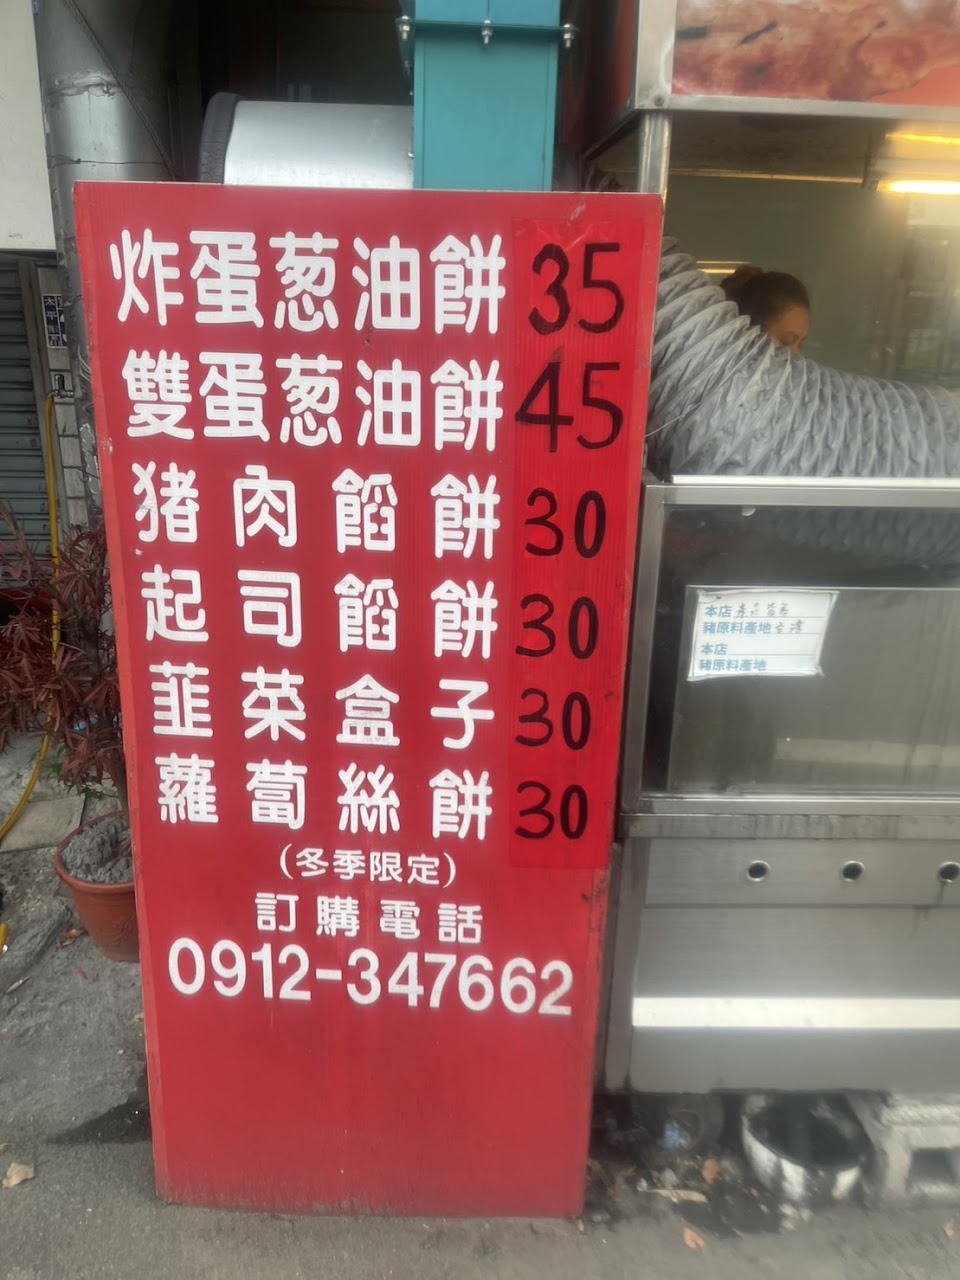 炸蛋葱油餅 35
雙蛋葱油餅 45
猪肉餡餅 30
起司餡餅 30
韮菜盒子 30
蘿蔔絲餅 30
(冬季限定)
訂購電話
0912-347662
本店
豬原料產地 台灣
本店
豬原料產地
太平